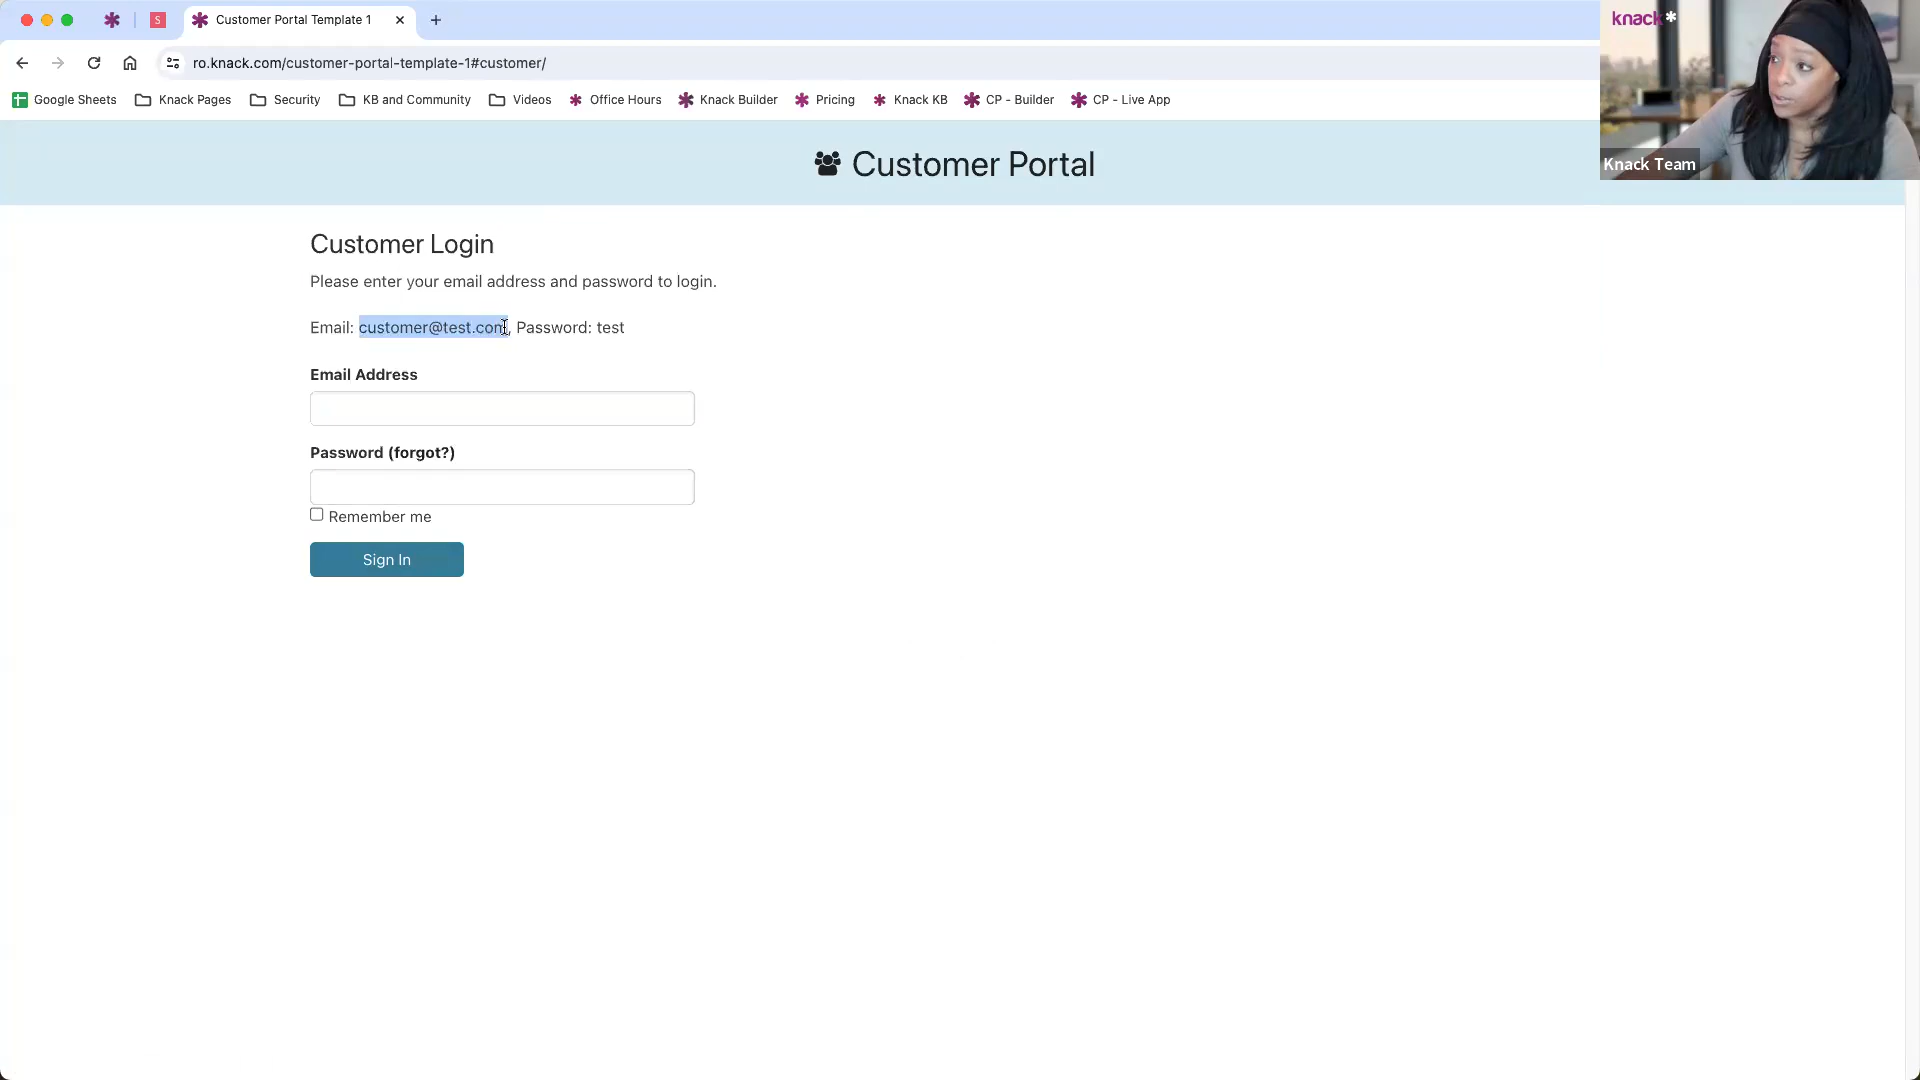 S
Customer Portal Template 1
ro.knack.com/customer-portal-template-1#customer/
Google Sheets
Knack Pages
Security
KB and Community
Videos
Office Hours
Knack Builder
Pricing
Knack KB
CP - Builder
CP - Live App
knack*
Knack Team
Customer Portal
Customer Login
Please enter your email address and password to login.
Email: customer@test.com, Password: test
Email Address
Password (forgot?)
Remember me
Sign In